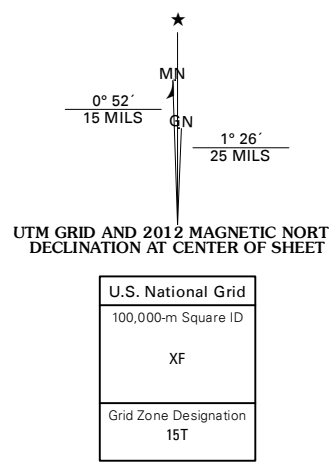 ★
MN
0° 52´
15 MILS
GN
1° 26´
25 MILS
UTM GRID AND 2012 MAGNETIC NORT
DECLINATION AT CENTER OF SHEET
U.S. National Grid
100,000-m Square ID
XF
Grid Zone Designation
15T